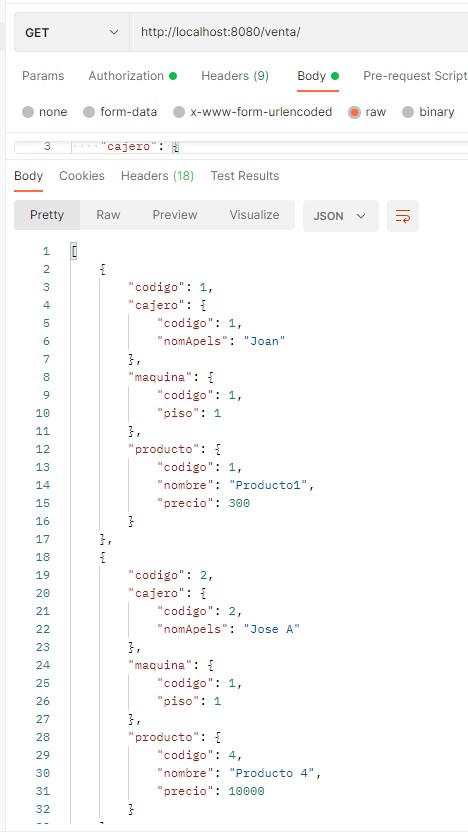 GET http://localhost:8080/venta/
Params Authorization Headers (9) Body Pre-request Script
none form-data x-www-form-urlencoded raw binary
3 ····"cajero": {
Body Cookies Headers (18) Test Results
Pretty Raw Preview Visualize JSON
1 [
2 {
3 "codigo": 1,
4 "cajero": {
5 "codigo": 1,
6 "nomApels": "Joan"
7 },
8 "maquina": {
9 "codigo": 1,
10 "piso": 1
11 },
12 "producto": {
13 "codigo": 1,
14 "nombre": "Producto1",
15 "precio": 300
16 }
17 },
18 {
19 "codigo": 2,
20 "cajero": {
21 "codigo": 2,
22 "nomApels": "Jose A"
23 },
24 "maquina": {
25 "codigo": 1,
26 "piso": 1
27 },
28 "producto": {
29 "codigo": 4,
30 "nombre": "Producto 4",
31 "precio": 10000
32 }